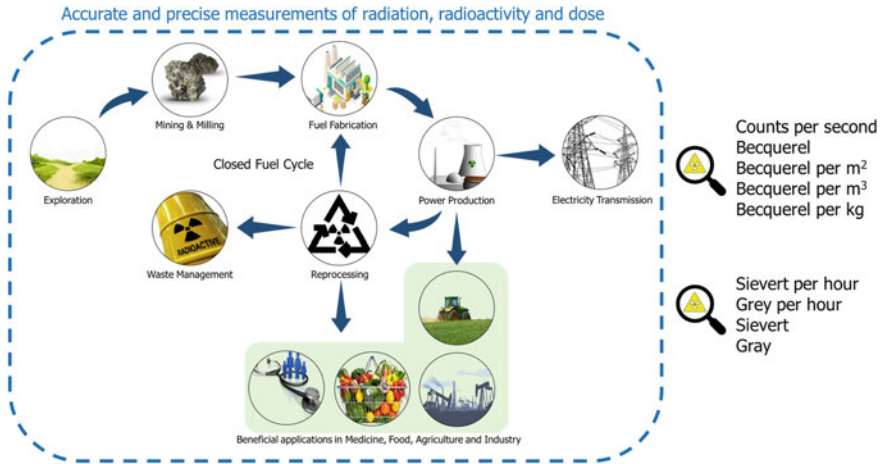 Accurate and precise measurements of radiation, radioactivity and dose
Mining & Milling
Fuel Fabrication
Exploration
Closed Fuel Cycle
Power Production
Electricity Transmission
RADIOACTIVE
Waste Management
Reprocessing
Beneficial applications in Medicine, Food, Agriculture and Industry
Counts per second
Becquerel
Becquerel per m²
Becquerel per m³
Becquerel per kg
Sievert per hour
Grey per hour
Sievert
Gray